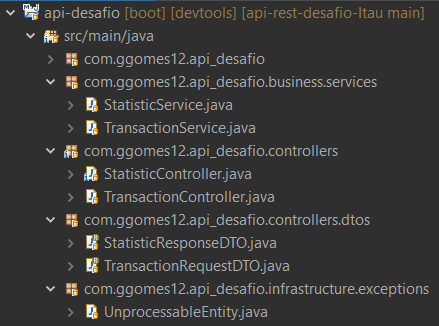 api-desafio [boot] [devtools] [api-rest-desafio-Itau main]
src/main/java
com.ggomes12.api_desafio
com.ggomes12.api_desafio.business.services
StatisticService.java
TransactionService.java
com.ggomes12.api_desafio.controllers
StatisticController.java
TransactionController.java
com.ggomes12.api_desafio.controllers.dtos
StatisticResponseDTO.java
TransactionRequestDTO.java
com.ggomes12.api_desafio.infrastructure.exceptions
UnprocessableEntity.java